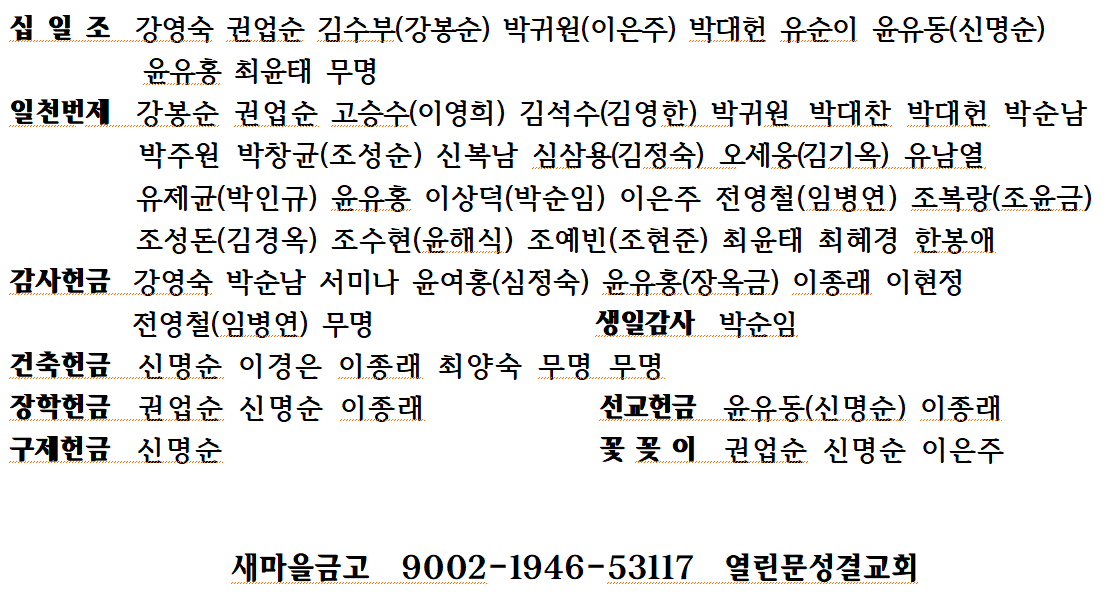 십 일 조 강영숙 권업순 김수부(강봉순) 박귀원(이은주) 박대헌 유순이 윤유동(신명순)
윤유홍 최윤태 무명
일천번제 강봉순 권업순 고승수(이영희) 김석수(김영한) 박귀원 박대찬 박대헌 박순남
박주원 박창균(조성순) 신복남 심삼용(김정숙) 오세웅(김기옥) 유남열
유제균(박인규) 윤유홍 이상덕(박순임) 이은주 전영철(임병연) 조복랑(조윤금)
조성돈(김경옥) 조수현(윤해식) 조예빈(조현준) 최윤태 최혜경 한봉애
감사헌금 강영숙 박순남 서미나 윤여홍(심정숙) 윤유홍(장옥금) 이종래 이현정
전영철(임병연) 무명 생일감사 박순임
건축헌금 신명순 이경은 이종래 최양숙 무명 무명
장학헌금 권업순 신명순 이종래 선교헌금 윤유동(신명순) 이종래
구제헌금 신명순 꽃 꽂 이 권업순 신명순 이은주
새마을금고 9002-1946-53117 열린문성결교회